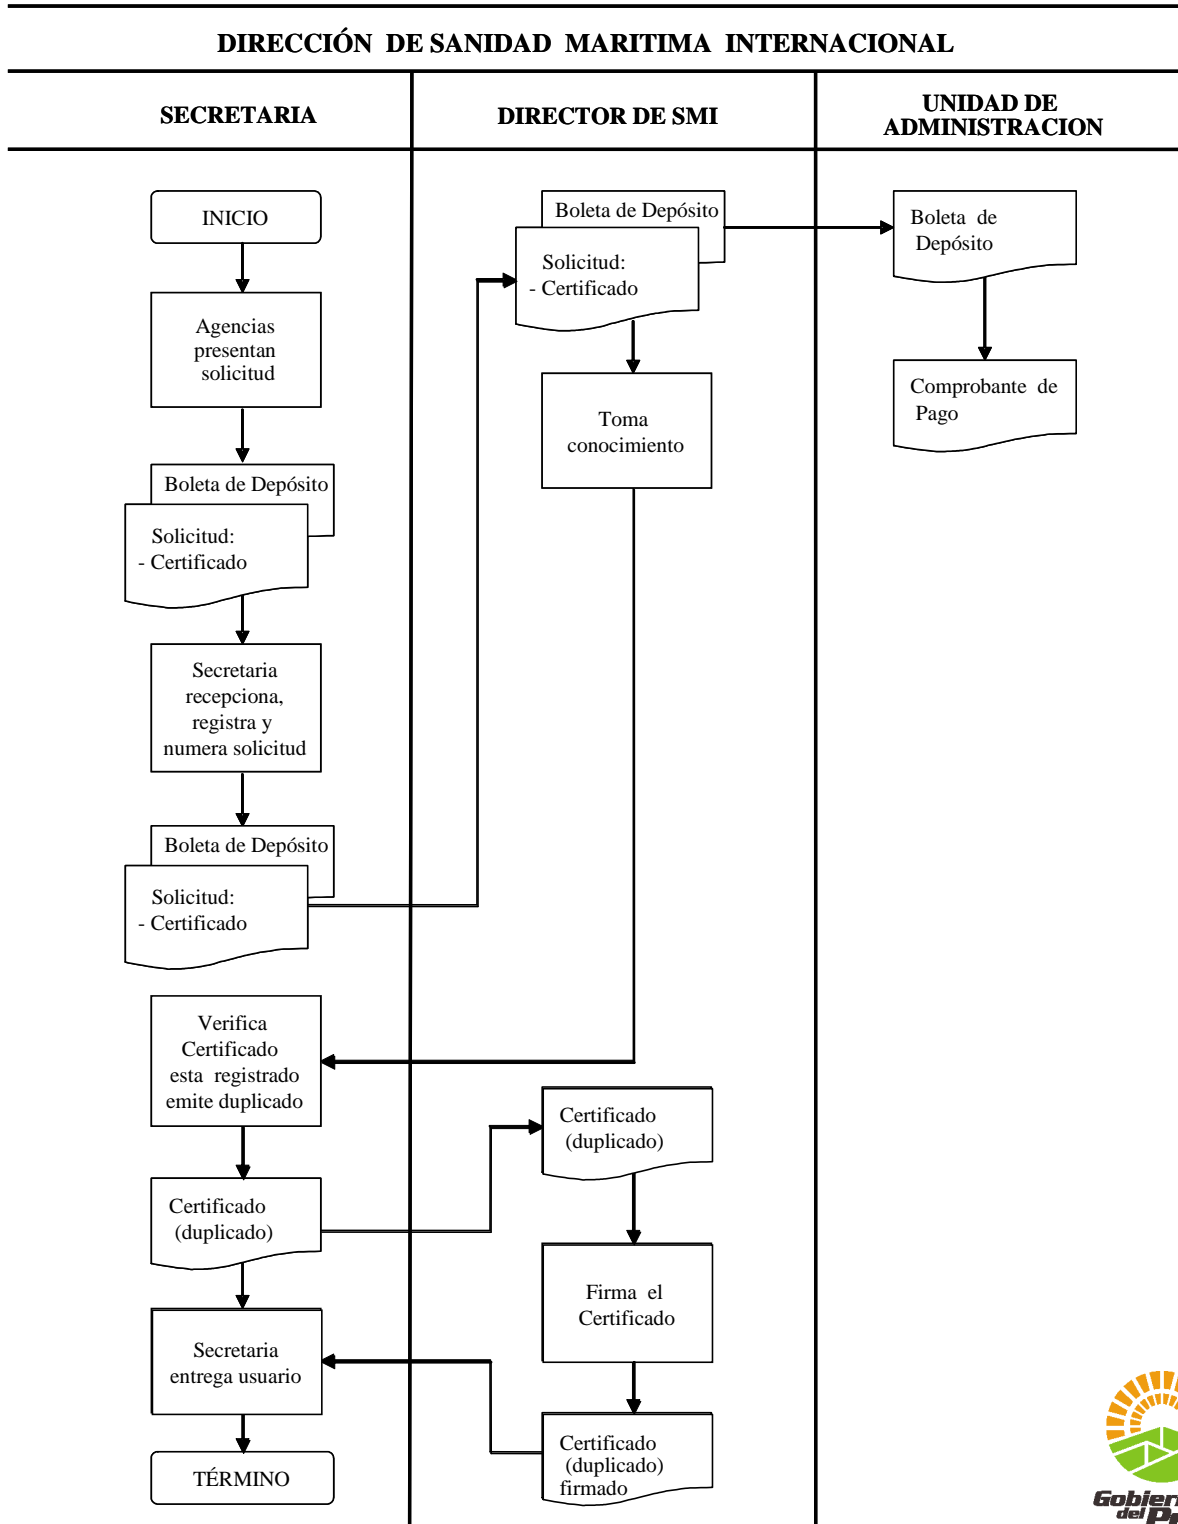 DIRECCIÓN DE SANIDAD MARITIMA INTERNACIONAL
SECRETARIA
DIRECTOR DE SMI
UNIDAD DE
ADMINISTRACION
INICIO
Agencias
presentan
solicitud
Boleta de Depósito
Solicitud:
- Certificado
Secretaria
recepciona,
registra y
numera solicitud
Boleta de Depósito
Solicitud:
- Certificado
Verifica
Certificado
esta registrado
emite duplicado
Certificado
(duplicado)
Secretaria
entrega usuario
TÉRMINO
Boleta de Depósito
Solicitud:
- Certificado
Toma
conocimiento
Certificado
(duplicado)
Firma el
Certificado
Certificado
(duplicado)
firmado
Boleta de
Depósito
Comprobante de
Pago
del